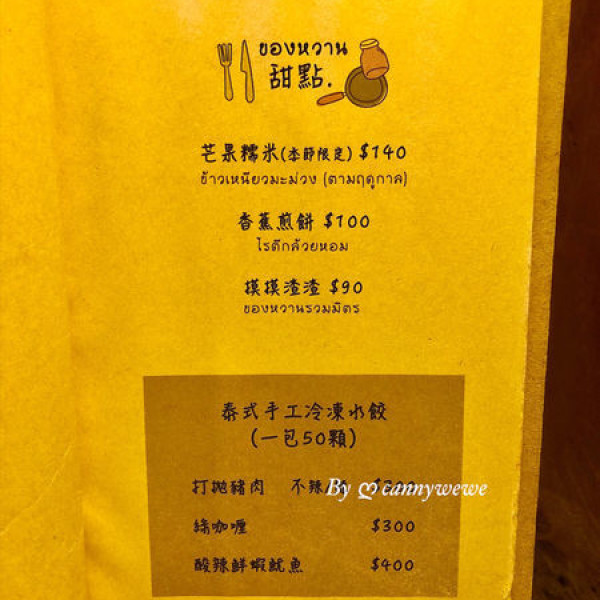 ของหวาน
甜點.
芒果糯米(季節限定) $140
ข้าวเหนียวมะม่วง (ตามฤดูกาล)
香蕉煎餅 $100
โรตีกล้วยหอม
摸摸渣渣 $90
ของหวานรวมมิตร
泰式手工冷凍水餃
(一包50顆)
打拋豬肉 不辣
By cannywewe
綠咖喱 $300
酸辣鮮蝦魷魚 $400